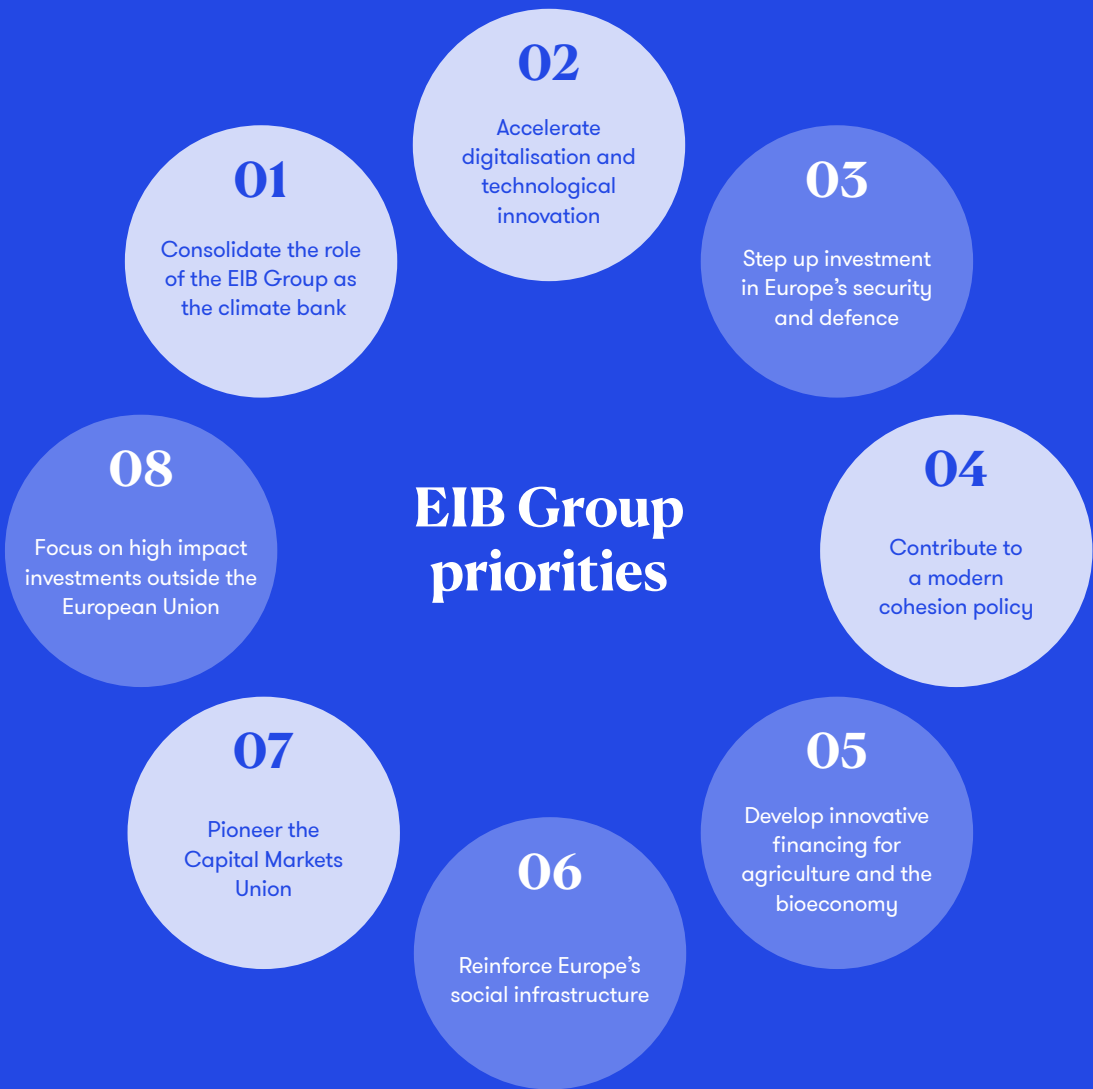 02
Accelerate
digitalisation and
technological
innovation
01
Consolidate the role
of the EIB Group as
the climate bank
03
Step up investment
in Europe's security
and defence
08
Focus on high impact
investments outside the
European Union
EIB Group
priorities
04
Contribute to
a modern
cohesion policy
07
Pioneer the
Capital Markets
Union
05
Develop innovative
financing for
agriculture and the
bioeconomy
06
Reinforce Europe's
social infrastructure